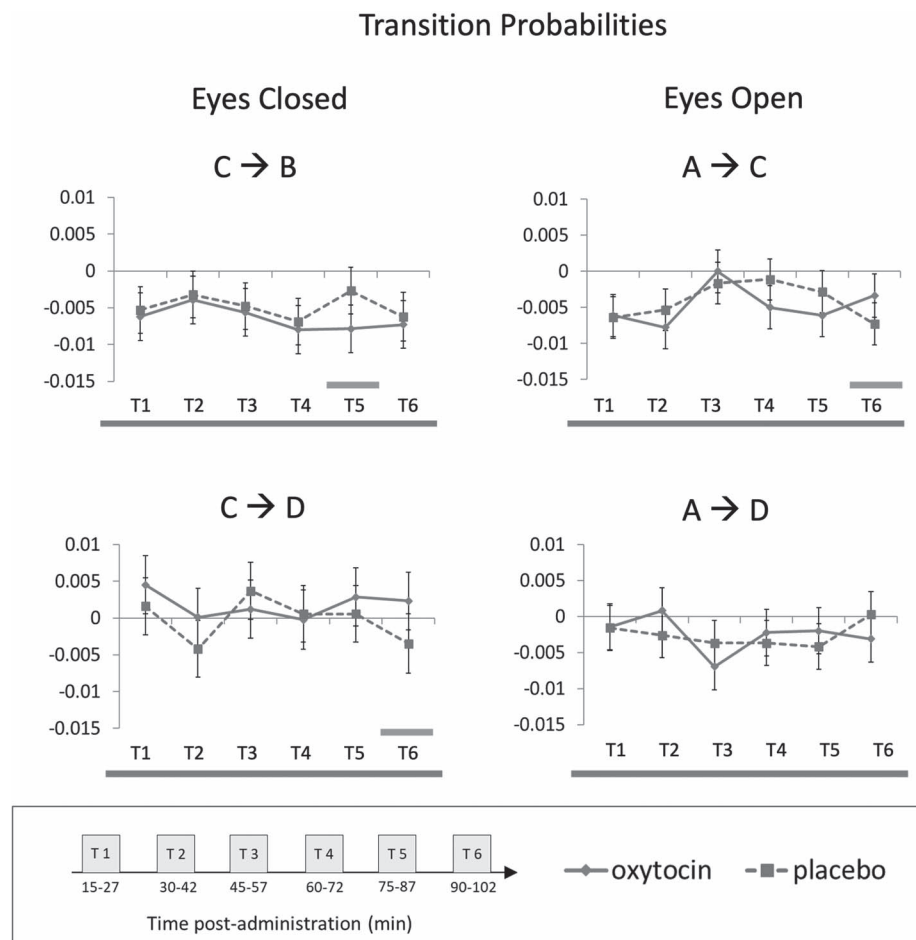 Transition Probabilities
Eyes Closed
Eyes Open
C → B
0.01
0.005
0
-0.005
-0.01
-0.015
T1 T2 T3 T4 T5 T6
A → C
0.01
0.005
0
-0.005
-0.01
-0.015
T1 T2 T3 T4 T5 T6
C → D
0.01
0.005
0
-0.005
-0.01
-0.015
T1 T2 T3 T4 T5 T6
A → D
0.01
0.005
0
-0.005
-0.01
-0.015
T1 T2 T3 T4 T5 T6
T 1 T 2 T 3 T 4 T 5 T 6
15-27 30-42 45-57 60-72 75-87 90-102
Time post-administration (min)
oxytocin placebo